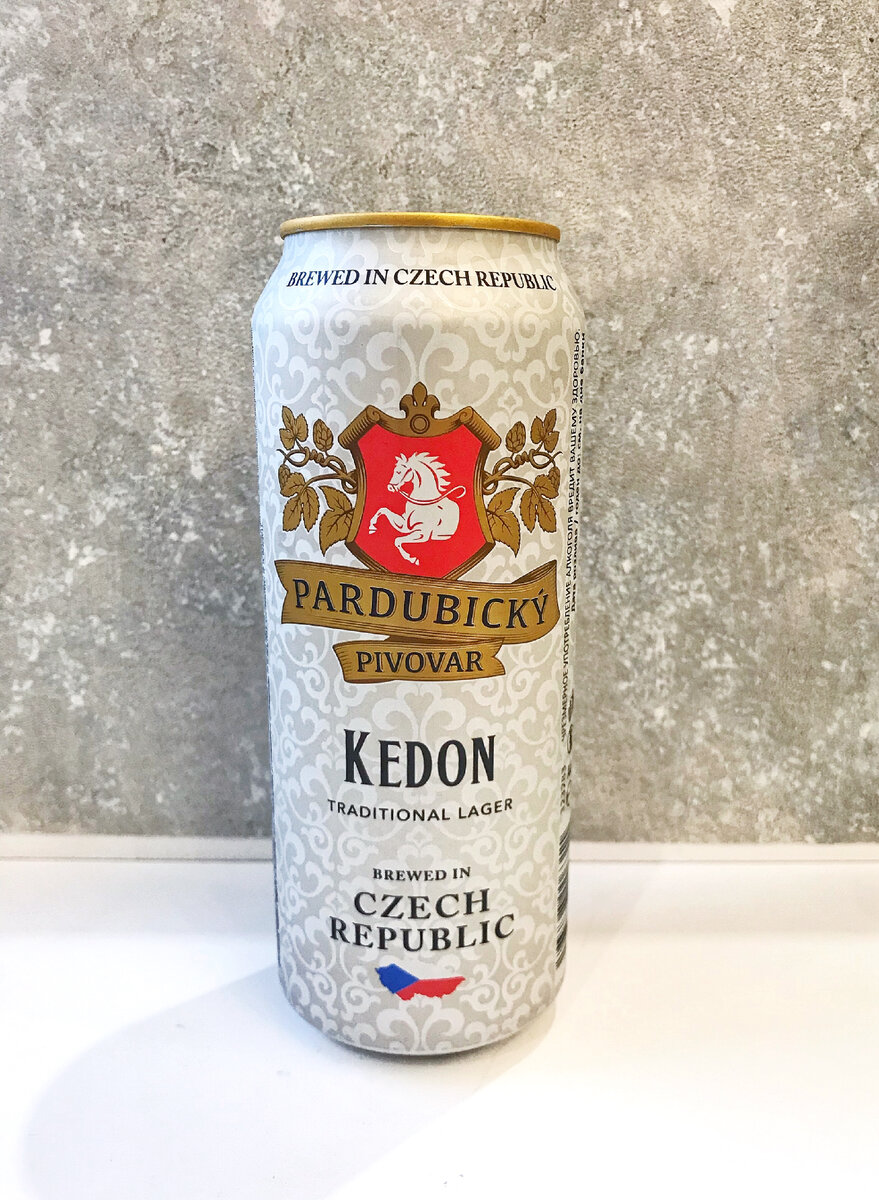 BREWED IN CZECH REPUBLIC
PARDUBICKÝ
PIVOVAR
KEDON
TRADITIONAL LAGER
BREWED IN
CZECH
REPUBLIC
ЧРЕЗМЕРНОЕ УПОТРЕБЛЕНИЕ АЛКОГОЛЯ ВРЕДИТ ВАШЕМУ ЗДОРОВЬЮ.